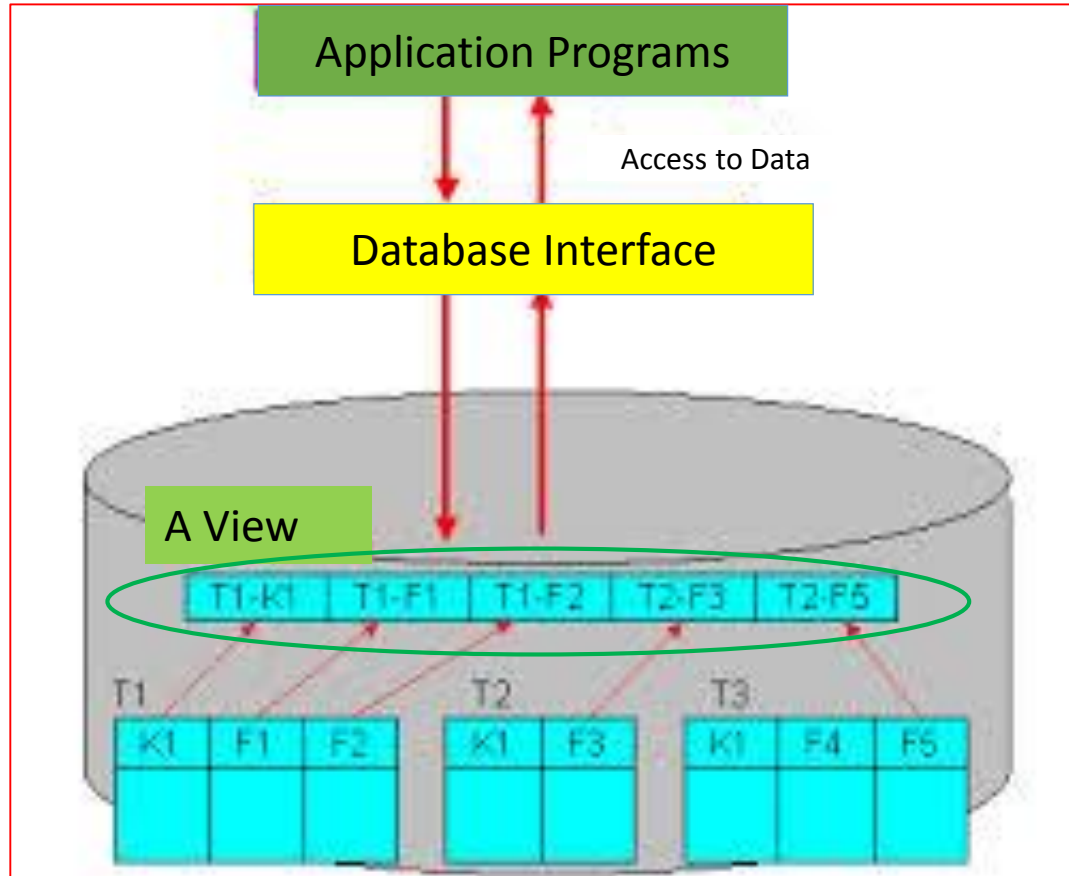 Application Programs
Access to Data
Database Interface
A View
T1-K1 T1-F1 T1-F2 T2-F3 T2-F5
T1 T2 T3
K1 F1 F2 K1 F3 K1 F4 F5